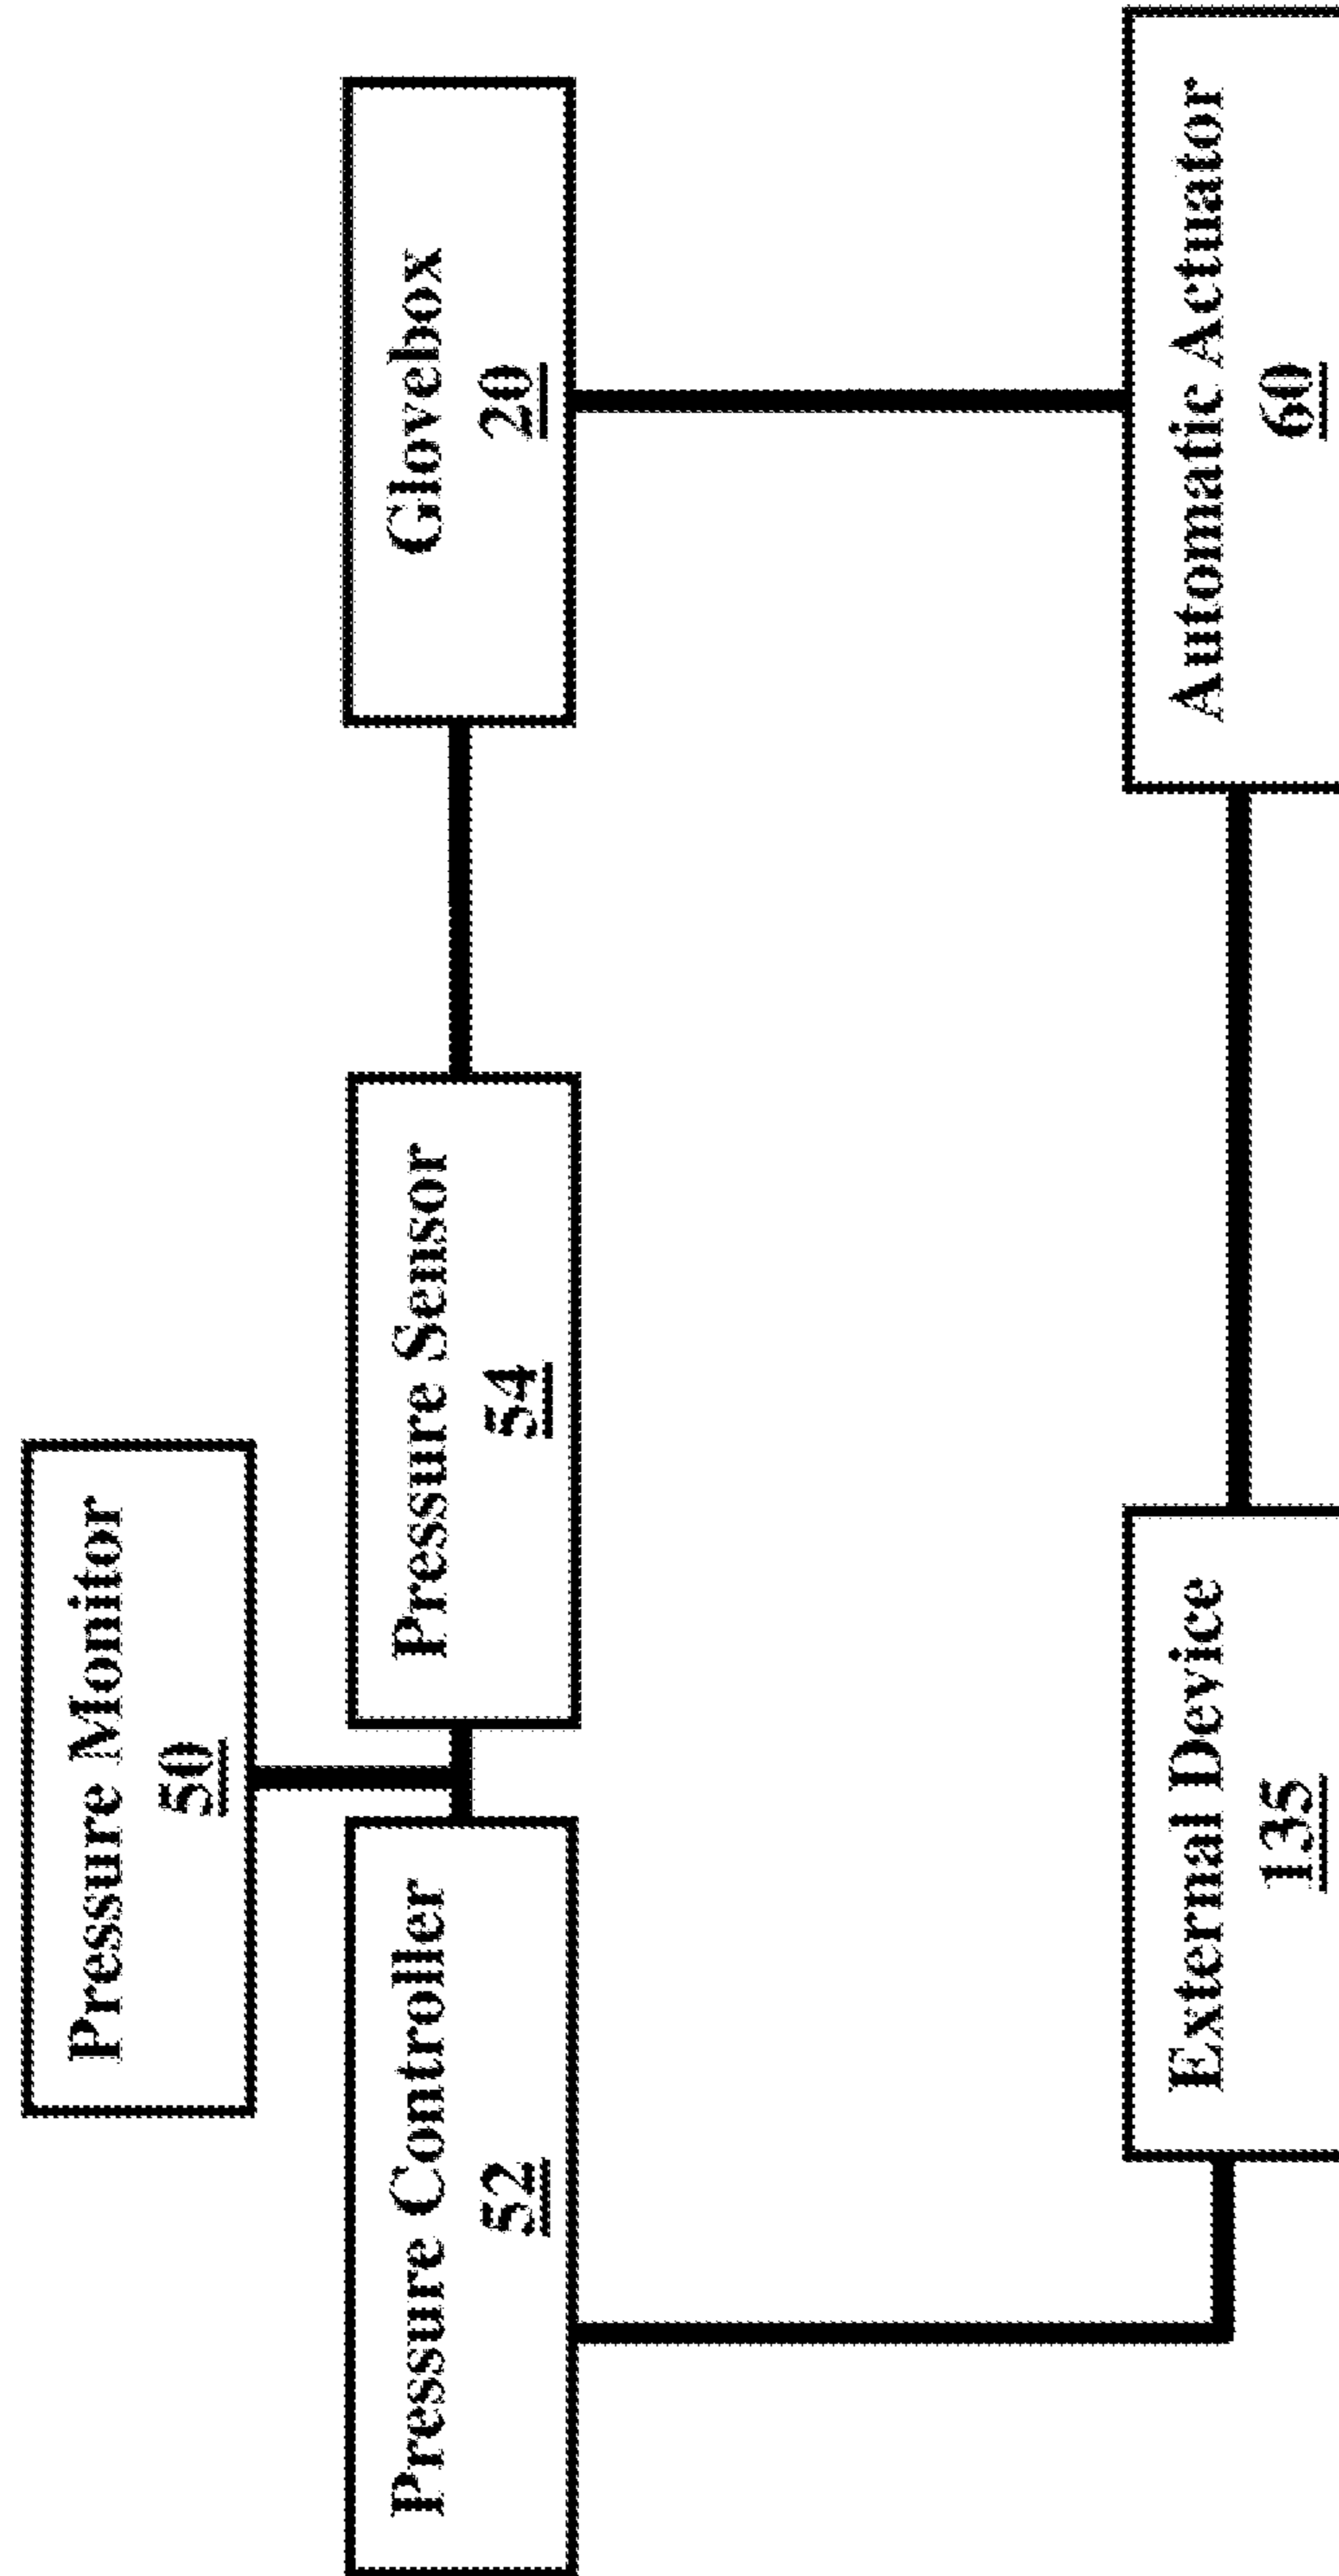 Pressure Monitor
50
Pressure Controller
52
Pressure Sensor
54
Glovebox
20
External Device
135
Automatic Actuator
60